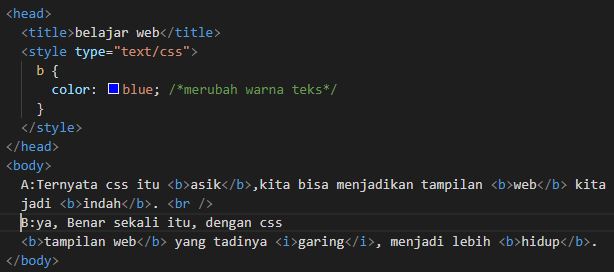 <head>
<title>belajar web</title>
<style type="text/css">
b {
color: blue; /*merubah warna teks*/
}
</style>
</head>
<body>
A:Ternyata css itu <b>asik</b>,kita bisa menjadikan tampilan <b>web</b> kita
jadi <b>indah</b>. <br />
B:ya, Benar sekali itu, dengan css
<b>tampilan web</b> yang tadinya <i>garing</i>, menjadi lebih <b>hidup</b>.
</body>